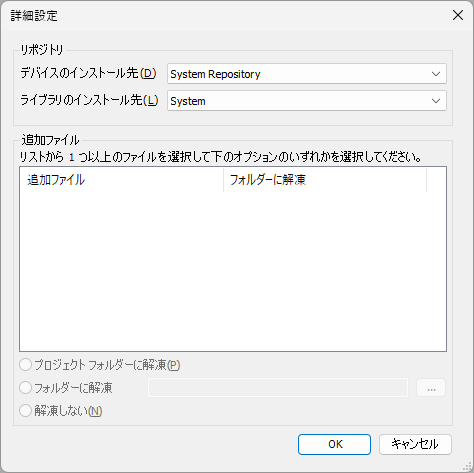 詳細設定
リポジトリ
デバイスのインストール先(D)
System Repository
ライブラリのインストール先(L)
System
追加ファイル
リストから 1 つ以上のファイルを選択して下のオプションのいずれかを選択してください。
追加ファイル
フォルダーに解凍
プロジェクト フォルダーに解凍(P)
フォルダーに解凍
...
解凍しない(N)
OK
キャンセル